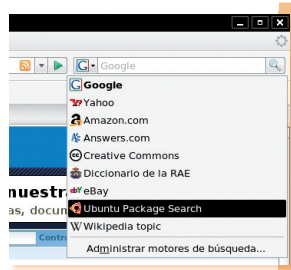 Google
Google
Yahoo
Amazon.com
Answers.com
Creative Commons
Diccionario de la RAE
eBay
Ubuntu Package Search
Wikipedia topic
Administrar motores de búsqueda...
nuestr
as, docum
Contra